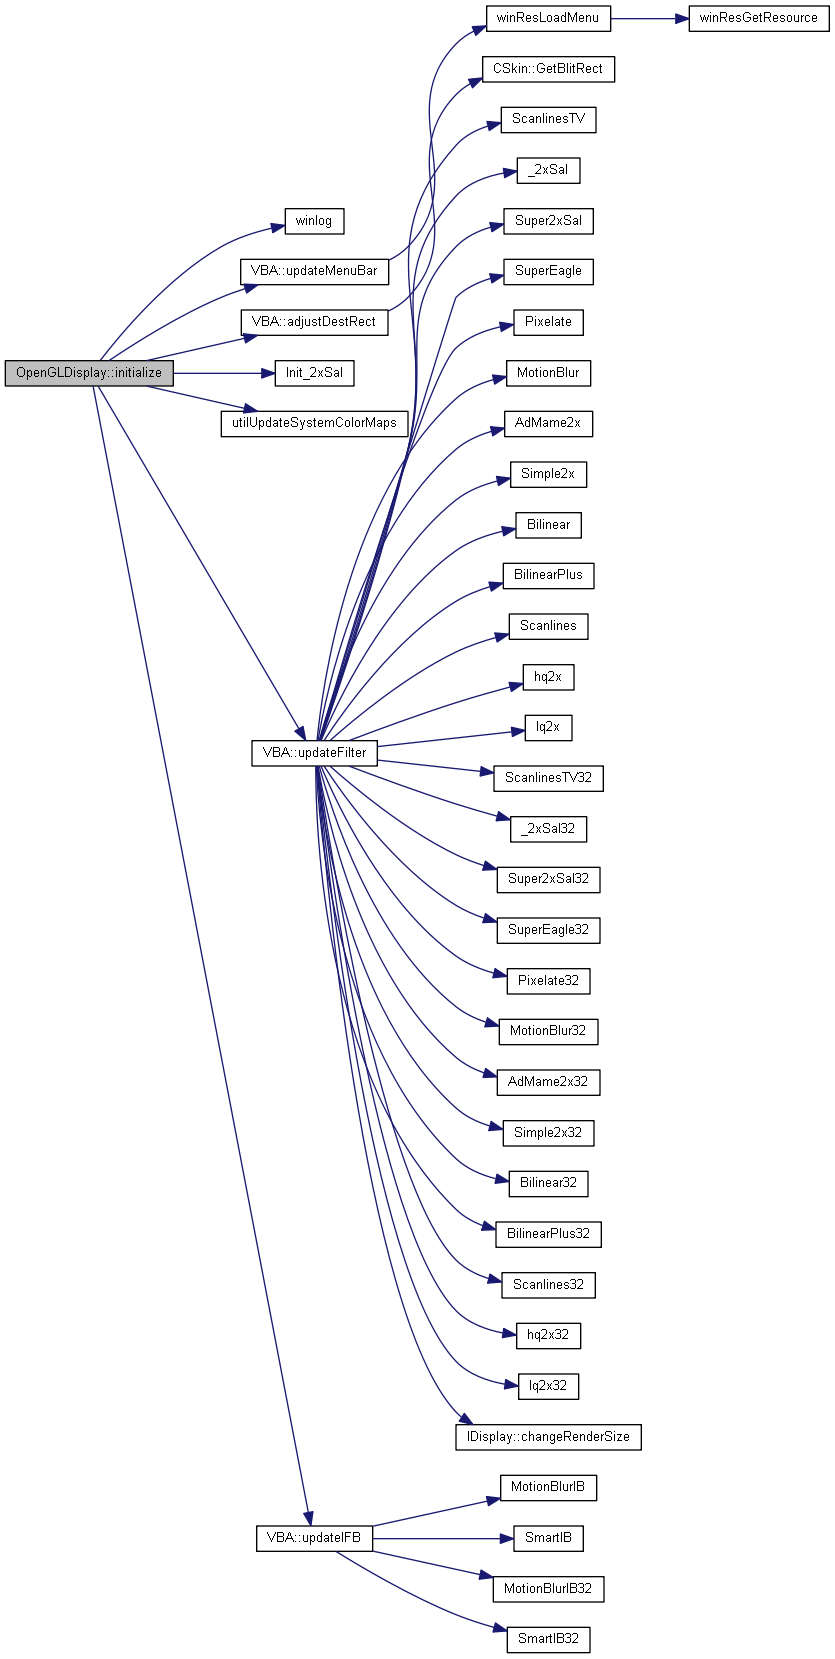 winResLoadMenu
winResGetResource
CSkin::GetBlitRect
ScanlinesTV
_2xSaI
winlog
Super2xSaI
VBA::updateMenuBar
SuperEagle
VBA::adjustDestRect
Pixelate
OpenGLDisplay::initialize
Init_2xSaI
MotionBlur
utilUpdateSystemColorMaps
AdMame2x
Simple2x
Bilinear
BilinearPlus
Scanlines
hq2x
lq2x
VBA::updateFilter
ScanlinesTV32
_2xSaI32
Super2xSaI32
SuperEagle32
Pixelate32
MotionBlur32
AdMame2x32
Simple2x32
Bilinear32
BilinearPlus32
Scanlines32
hq2x32
lq2x32
IDisplay::changeRenderSize
MotionBlurIB
VBA::updateIFB
SmartIB
MotionBlurIB32
SmartIB32